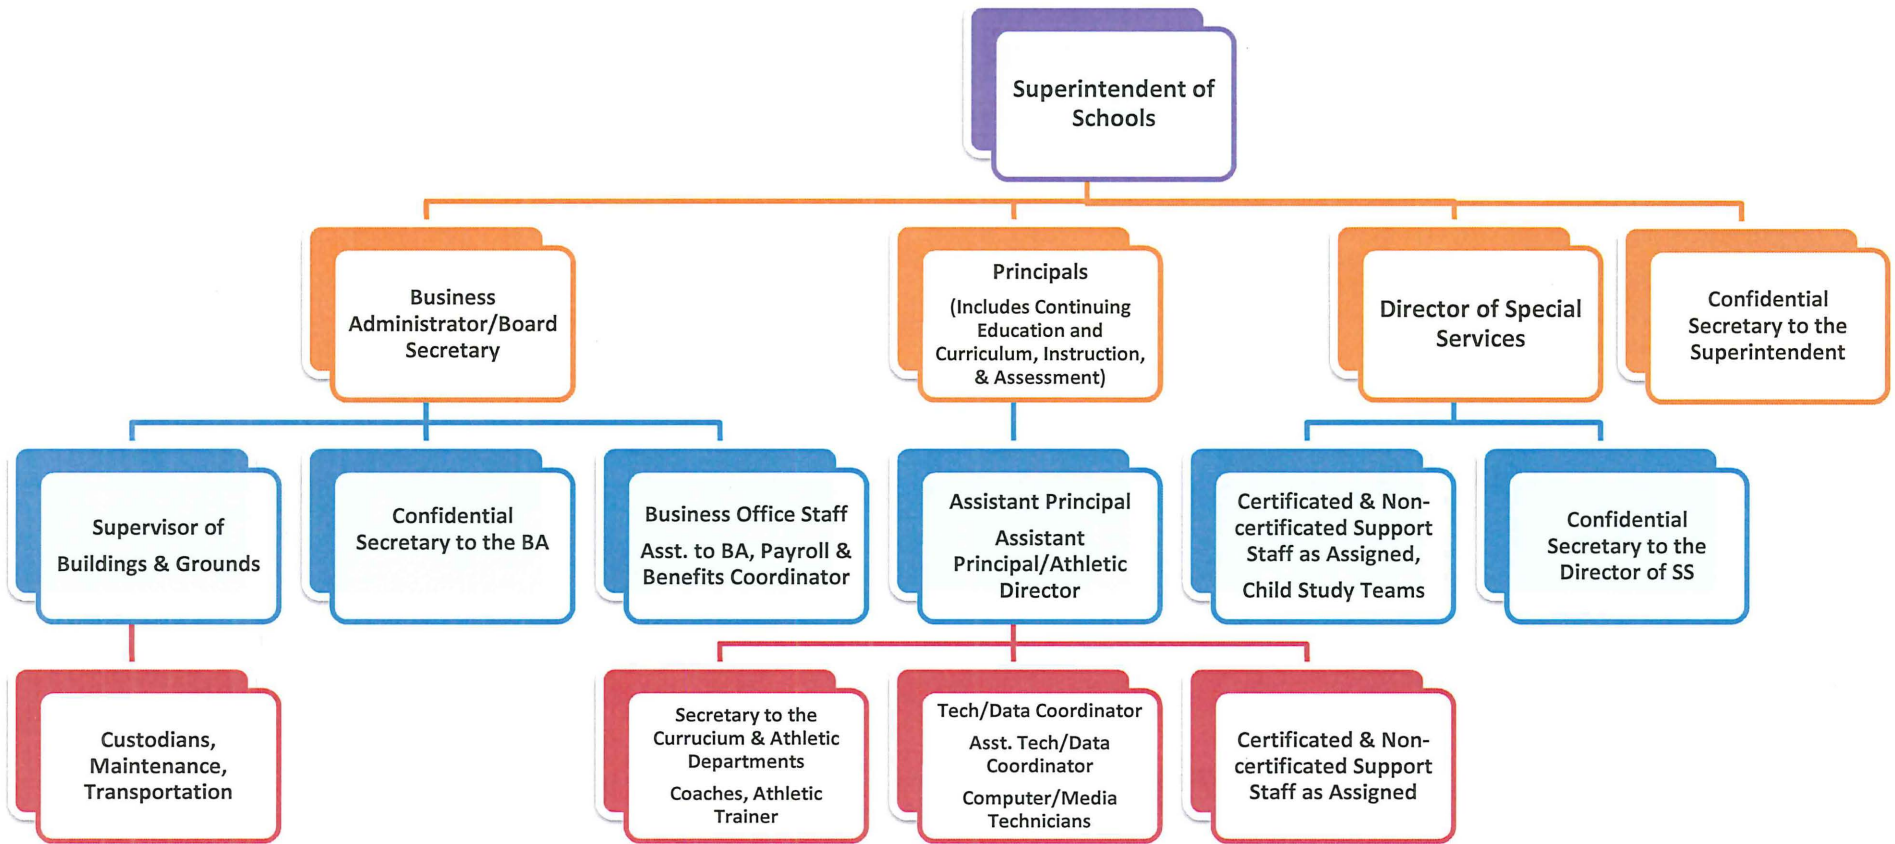 Superintendent of
Schools
Business
Administrator/Board
Secretary
Principals
(Includes Continuing
Education and
Curriculum, Instruction,
& Assessment)
Director of Special
Services
Confidential
Secretary to the
Superintendent
Supervisor of
Buildings & Grounds
Confidential
Secretary to the BA
Business Office Staff
Asst. to BA, Payroll &
Benefits Coordinator
Assistant Principal
Assistant
Principal/Athletic
Director
Certificated & Non-
certificated Support
Staff as Assigned,
Child Study Teams
Confidential
Secretary to the
Director of SS
Custodians,
Maintenance,
Transportation
Secretary to the
Currucium & Athletic
Departments
Coaches, Athletic
Trainer
Tech/Data Coordinator
Asst. Tech/Data
Coordinator
Computer/Media
Technicians
Certificated & Non-
certificated Support
Staff as Assigned